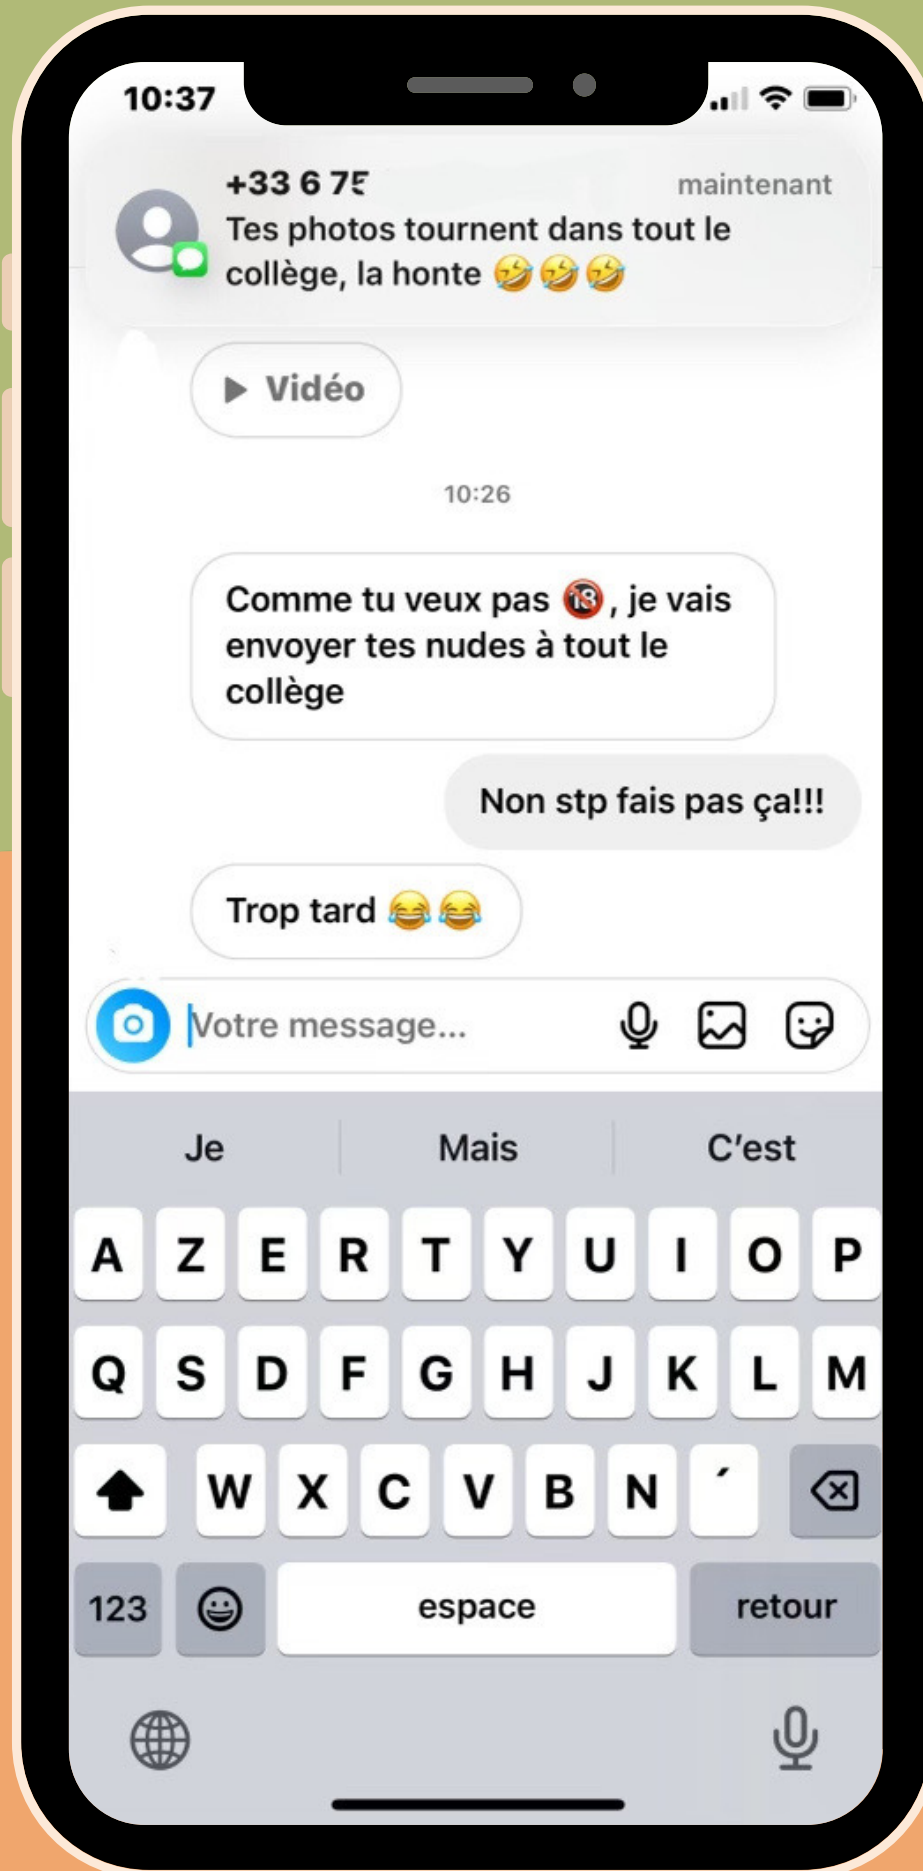 10:37
+33 6 75
maintenant
Tes photos tournent dans tout le
collège, la honte 🤣🤣🤣
Vidéo
10:26
Comme tu veux pas 🔞, je vais
envoyer tes nudes à tout le
collège
Non stp fais pas ça!!!
Trop tard 😂😂
Votre message...
Je Mais C'est
A Z E R T Y U I O P
Q S D F G H J K L M
W X C V B N ´
123 espace retour